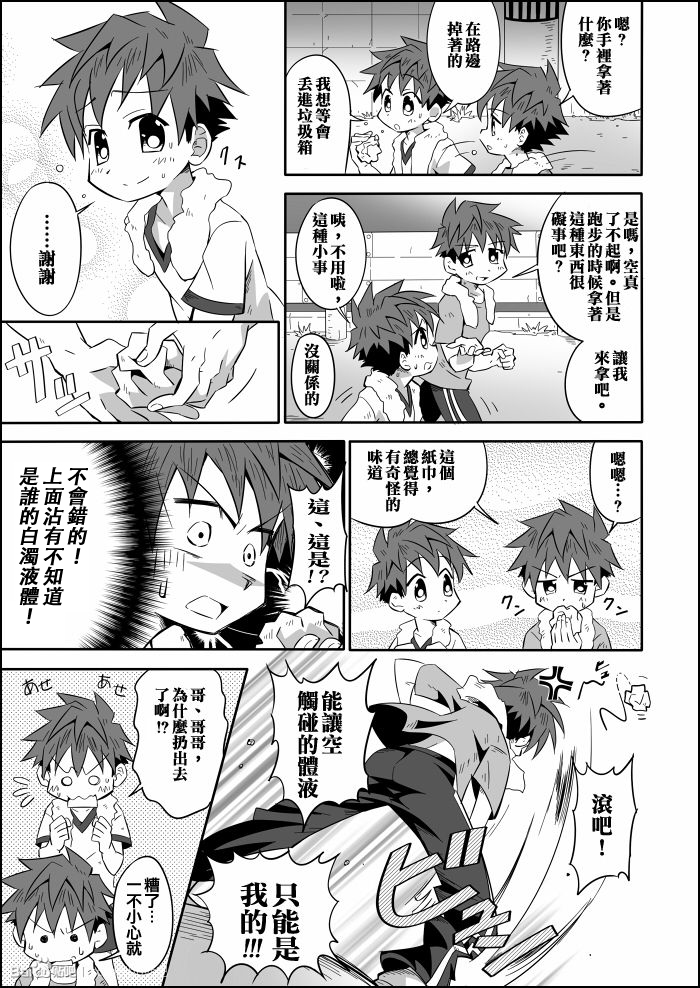 嗯？
你手裡拿著
什麼？
在路邊
掉著的
我想等會
丟進垃圾箱
クス
……謝謝
是嗎，空真
了不起啊。但是
跑步的時候拿著
這種東西很
礙事吧？
讓我
來拿吧。
咦，不用啦，
這種小事
沒關係的
サッ
嗯嗯…？
クン
クン
這個
紙巾，
總覺得
有奇怪的
味道
這、這是!?
不會錯的！
上面沾有不知道
是誰的白濁液體！
滾吧！
能讓空
觸碰的體液
只能是
我的!!!
哥、哥哥，
為什麼扔出去
了啊!?
あせ
あせ
糟了…
一不小心就
Bai
贴吧